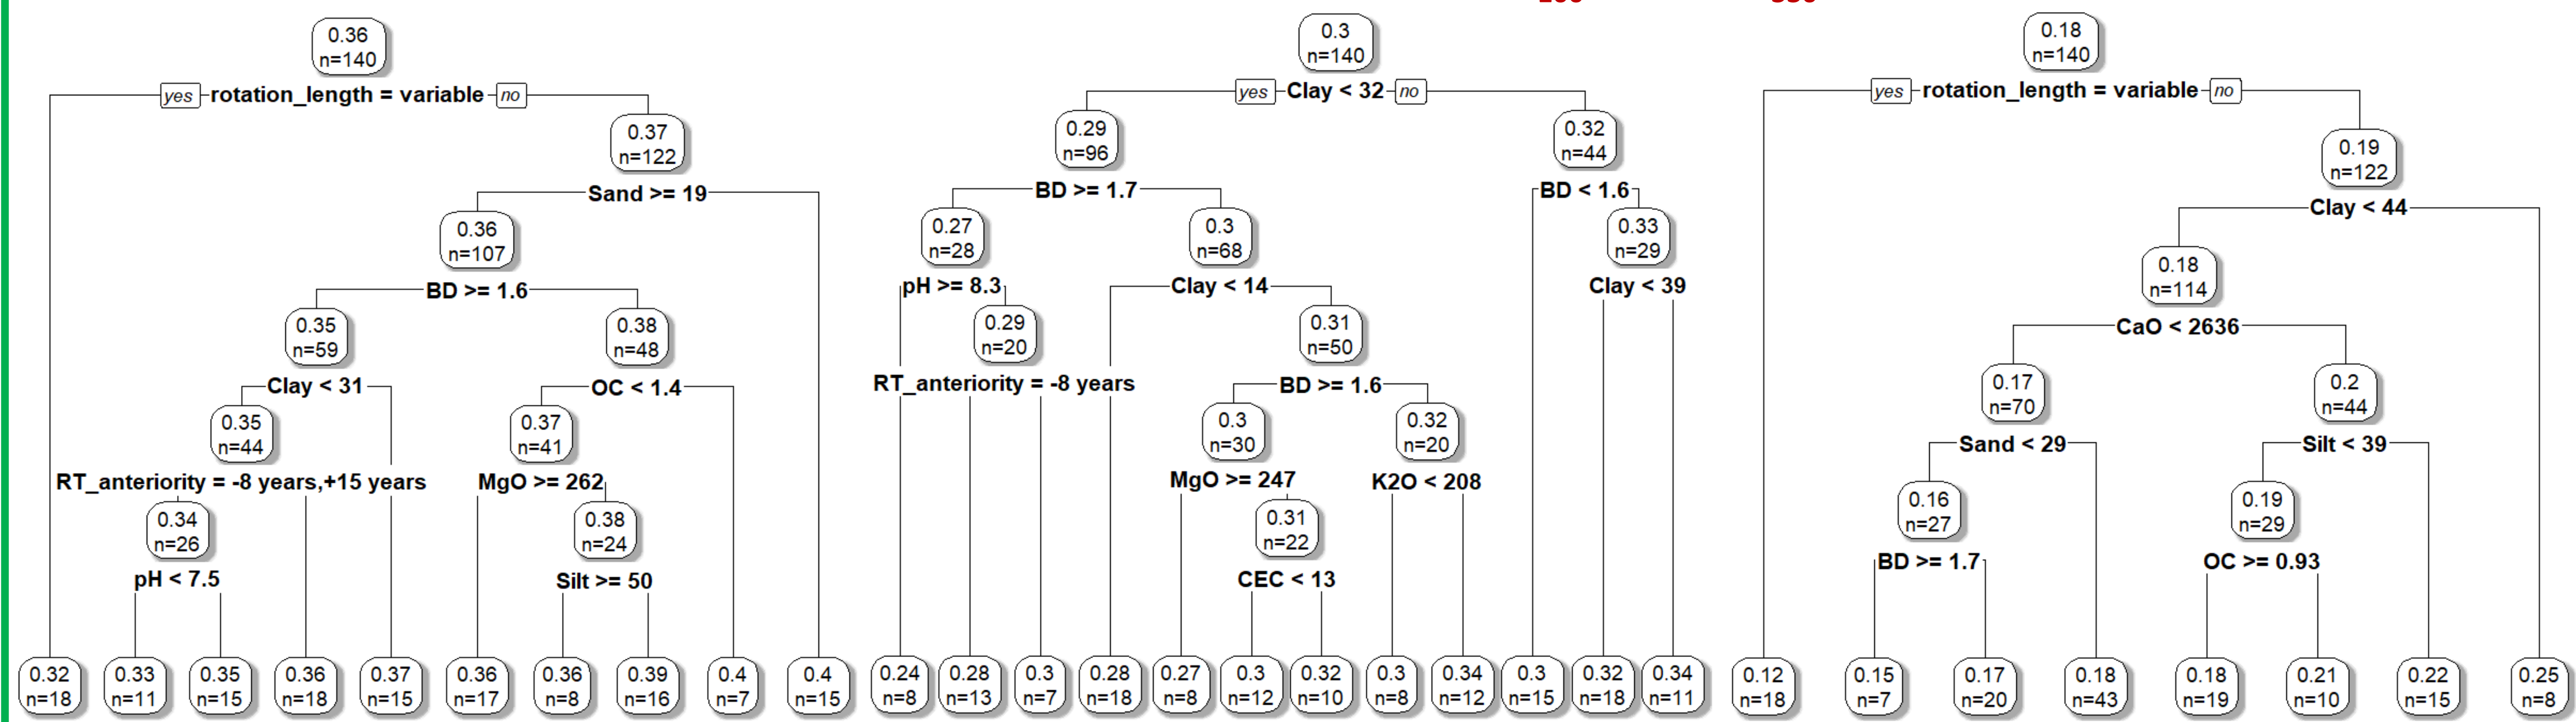 0.36
n=140
yes rotation_length = variable no
0.37
n=122
Sand >= 19
0.36
n=107
BD >= 1.6
0.35
n=59
0.38
n=48
Clay < 31
OC < 1.4
0.35
n=44
0.37
n=41
RT_anteriority = -8 years,+15 years
MgO >= 262
0.34
n=26
0.38
n=24
pH < 7.5
Silt >= 50
0.32
n=18
0.33
n=11
0.35
n=15
0.36
n=18
0.37
n=15
0.36
n=17
0.36
n=8
0.39
n=16
0.4
n=7
0.4
n=15
0.3
n=140
yes Clay < 32 no
0.29
n=96
0.32
n=44
BD >= 1.7
BD < 1.6
0.27
n=28
0.3
n=68
0.33
n=29
pH >= 8.3
Clay < 14
Clay < 39
0.29
n=20
0.31
n=50
RT_anteriority = -8 years
BD >= 1.6
0.3
n=30
0.32
n=20
MgO >= 247
K2O < 208
0.31
n=22
CEC < 13
0.24
n=8
0.28
n=13
0.3
n=7
0.28
n=18
0.27
n=8
0.3
n=12
0.32
n=10
0.3
n=8
0.34
n=12
0.3
n=15
0.32
n=18
0.34
n=11
0.18
n=140
yes rotation_length = variable no
0.19
n=122
Clay < 44
0.18
n=114
CaO < 2636
0.17
n=70
0.2
n=44
Sand < 29
Silt < 39
0.16
n=27
0.19
n=29
BD >= 1.7
OC >= 0.93
0.12
n=18
0.15
n=7
0.17
n=20
0.18
n=43
0.18
n=19
0.21
n=10
0.22
n=15
0.25
n=8